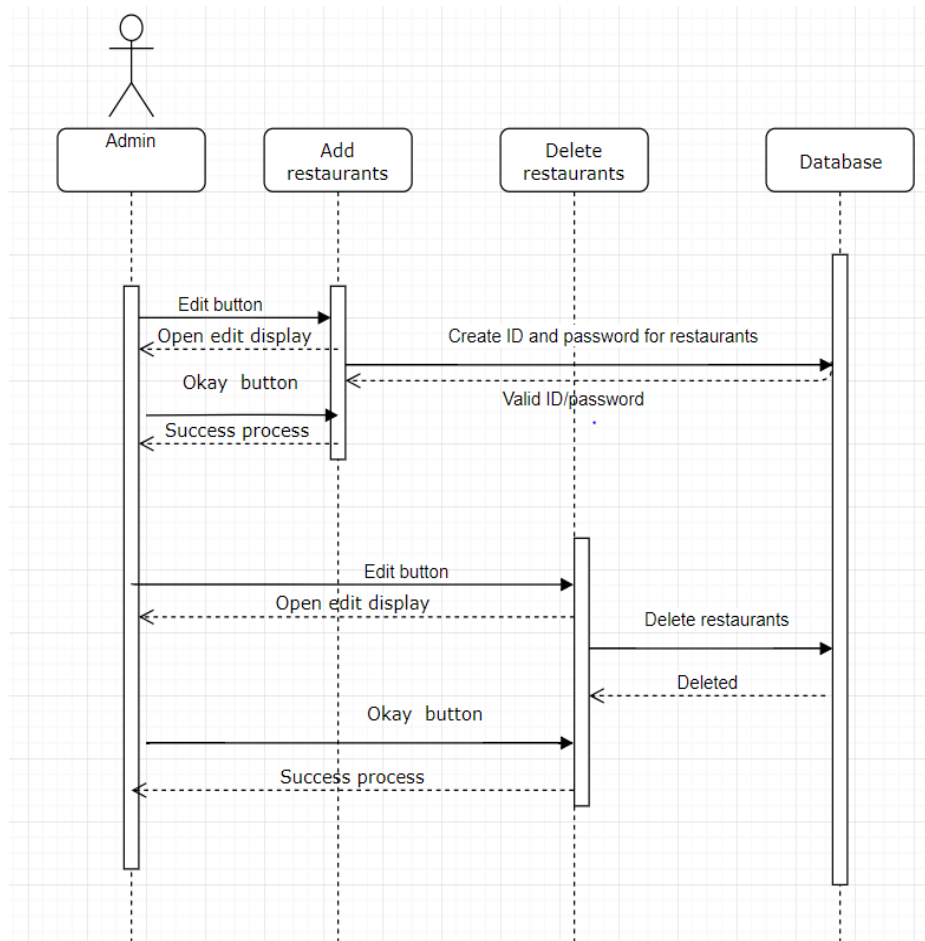 Admin
Add
restaurants
Delete
restaurants
Database
Edit button
Open edit display
Create ID and password for restaurants
Okay button
Valid ID/password
Success process
Edit button
Open edit display
Delete restaurants
Deleted
Okay button
Success process